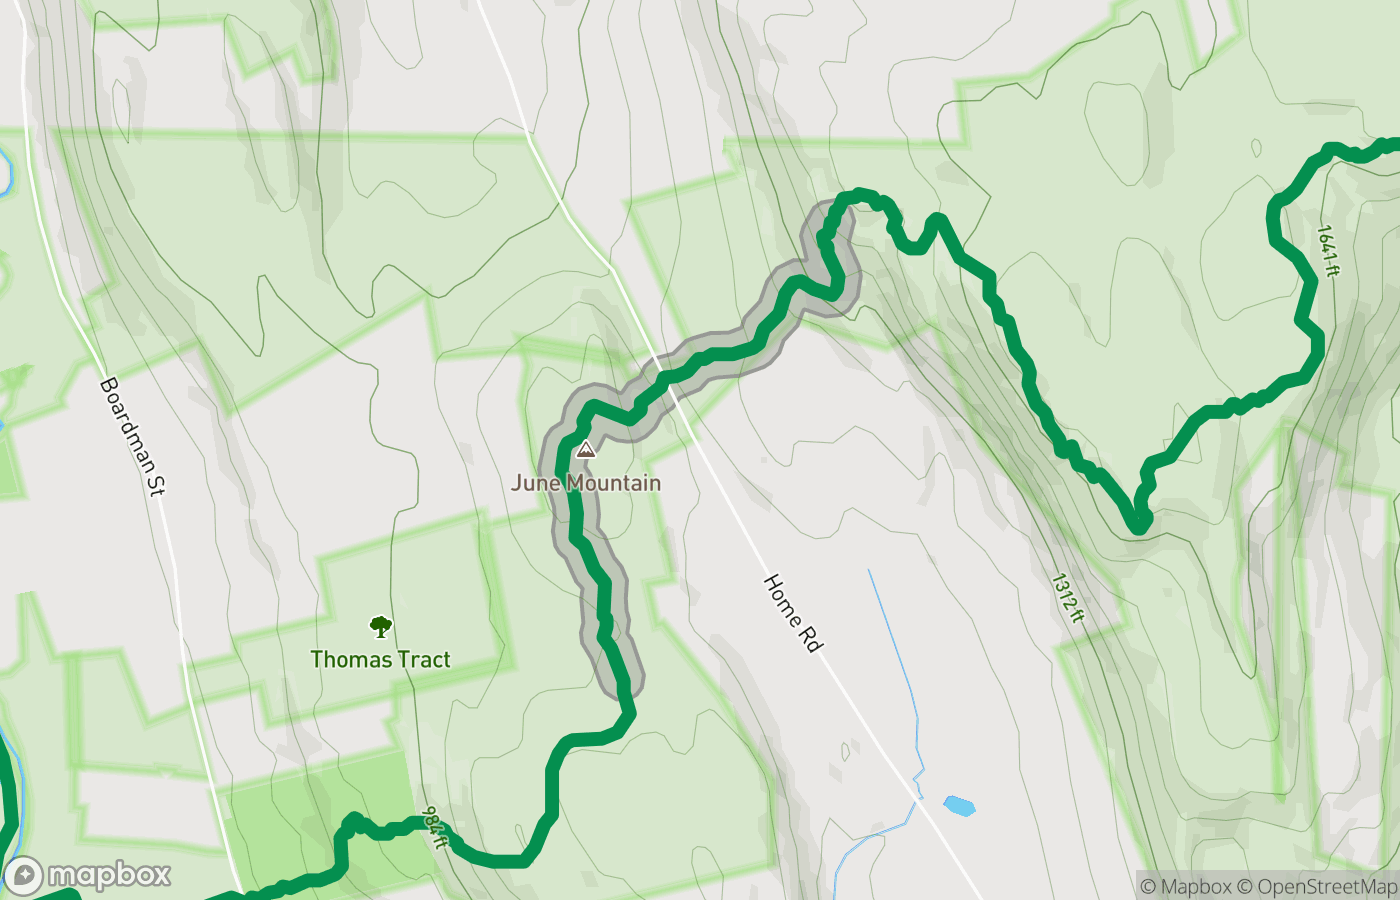 1641 ft
Boardman St
June Mountain
1312 ft
Home Rd
Thomas Tract
984 ft
mapbox
© Mapbox © OpenStreetMap